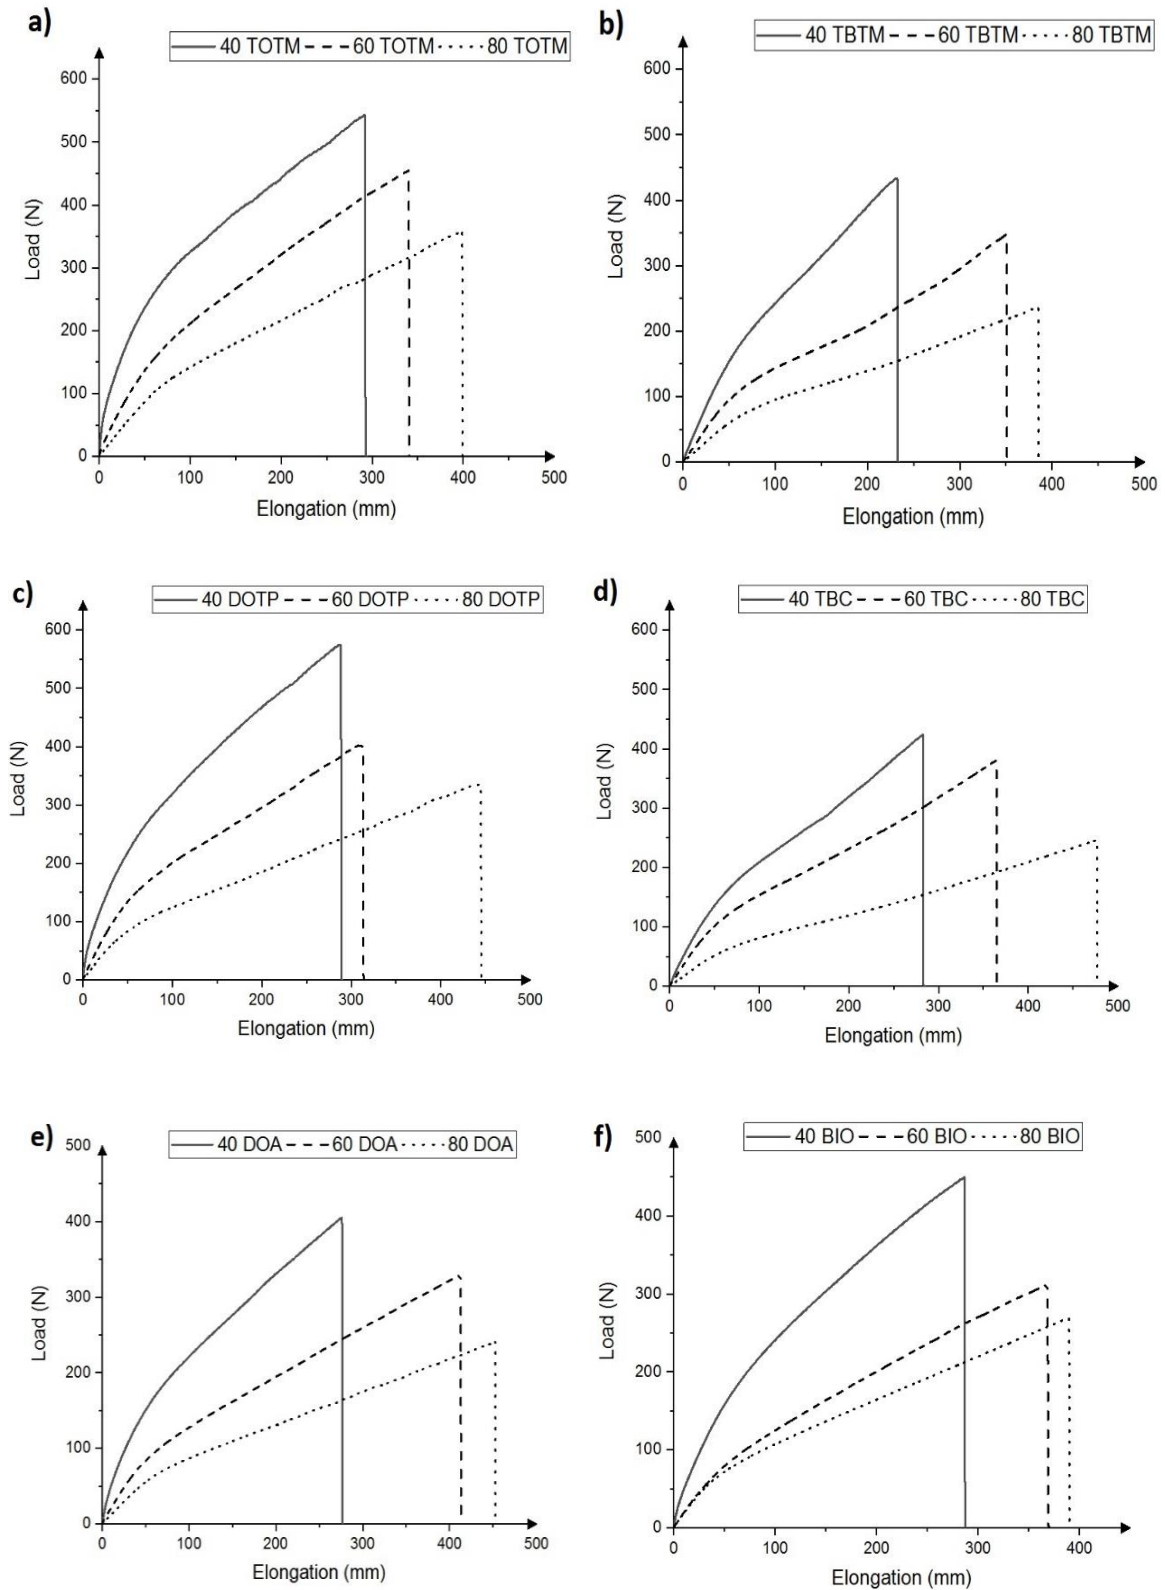 a)
40 TOTM 60 TOTM 80 TOTM
600
500
400
300
200
100
0
Load (N)
0 100 200 300 400 500
Elongation (mm)
b)
40 TBTM 60 TBTM 80 TBTM
600
500
400
300
200
100
0
Load (N)
0 100 200 300 400 500
Elongation (mm)
c)
40 DOTP 60 DOTP 80 DOTP
600
500
400
300
200
100
0
Load (N)
0 100 200 300 400 500
Elongation (mm)
d)
40 TBC 60 TBC 80 TBC
600
500
400
300
200
100
0
Load (N)
0 100 200 300 400 500
Elongation (mm)
e)
40 DOA 60 DOA 80 DOA
500
400
300
200
100
0
Load (N)
0 100 200 300 400 500
Elongation (mm)
f)
40 BIO 60 BIO 80 BIO
500
400
300
200
100
0
Load (N)
0 100 200 300 400
Elongation (mm)